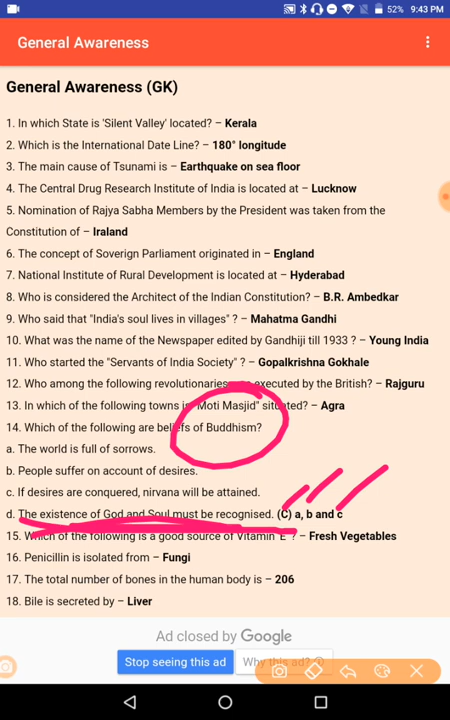 52% 9:43 PM
General Awareness
General Awareness (GK)
1. In which State is 'Silent Valley' located? – Kerala
2. Which is the International Date Line? – 180° longitude
3. The main cause of Tsunami is – Earthquake on sea floor
4. The Central Drug Research Institute of India is located at – Lucknow
5. Nomination of Rajya Sabha Members by the President was taken from the
Constitution of – Iraland
6. The concept of Soverign Parliament originated in – England
7. National Institute of Rural Development is located at – Hyderabad
8. Who is considered the Architect of the Indian Constitution? – B.R. Ambedkar
9. Who said that "India's soul lives in villages" ? – Mahatma Gandhi
10. What was the name of the Newspaper edited by Gandhiji till 1933 ? – Young India
11. Who started the "Servants of India Society" ? – Gopalkrishna Gokhale
12. Who among the following revolutionaries executed by the British? – Rajguru
13. In which of the following towns is "Moti Masjid" situated? – Agra
14. Which of the following are beliefs of Buddhism?
a. The world is full of sorrows.
b. People suffer on account of desires.
c. If desires are conquered, nirvana will be attained.
d. The existence of God and Soul must be recognised. (C) a, b and c
15. Which of the following is a good source of Vitamin 'E' ? – Fresh Vegetables
16. Penicillin is isolated from – Fungi
17. The total number of bones in the human body is – 206
18. Bile is secreted by – Liver
Ad closed by Google
Stop seeing this ad Why this ad?